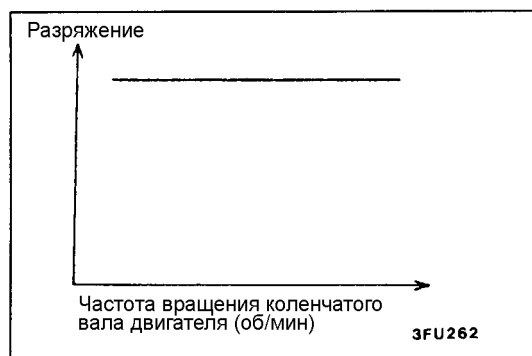 Разряжение
Частота вращения коленчатого
вала двигателя (об/мин)
3FU262